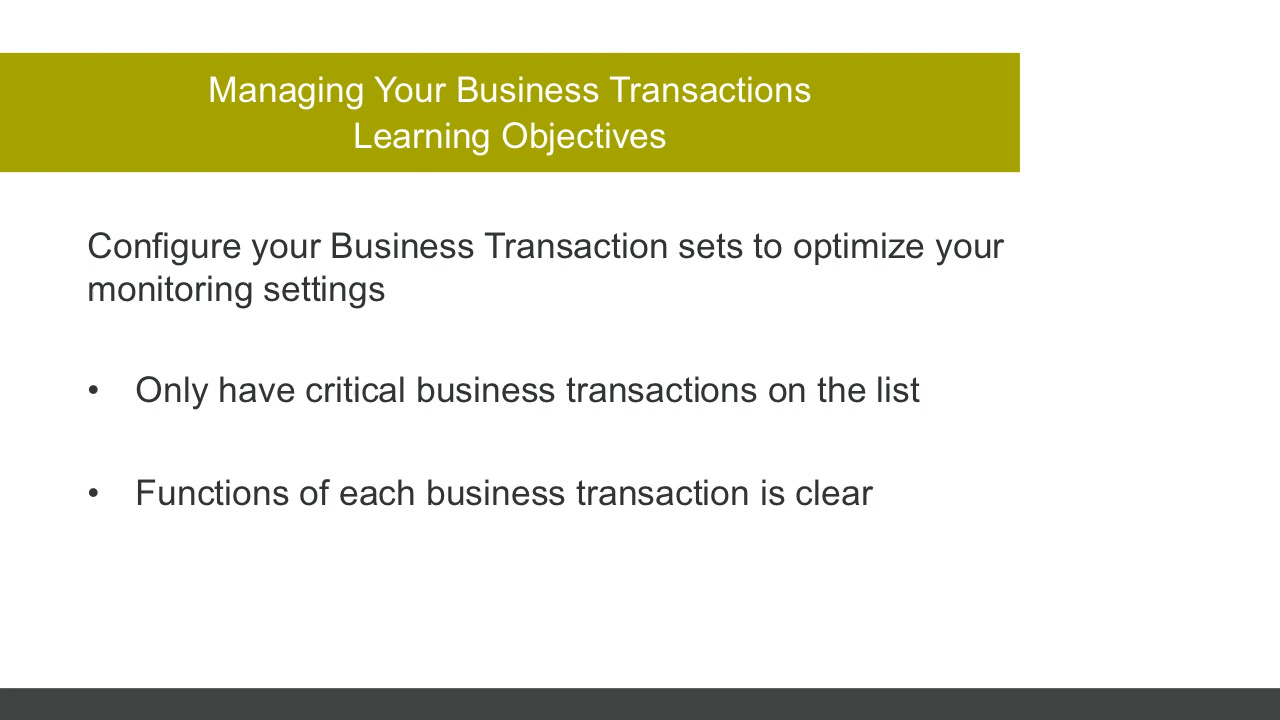 Managing Your Business Transactions
Learning Objectives
Configure your Business Transaction sets to optimize your
monitoring settings
• Only have critical business transactions on the list
• Functions of each business transaction is clear